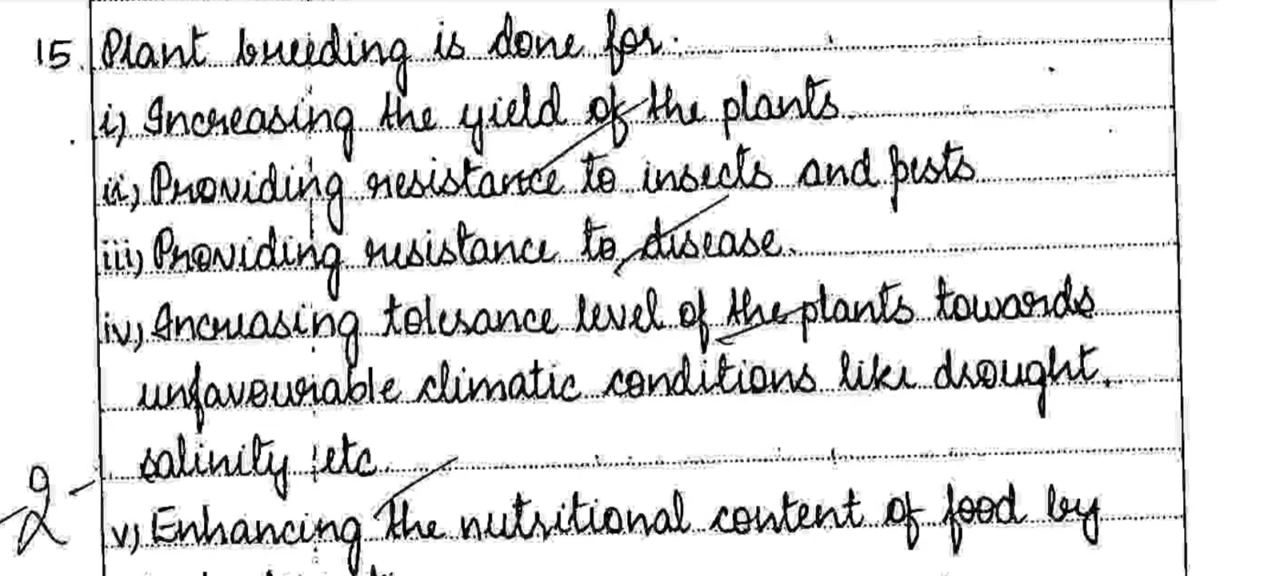 15. Plant breeding is done for:
i) Increasing the yield of the plants
ii) Providing resistance to insects and pests
iii) Providing resistance to disease.
iv) Increasing tolerance level of the plants towards
unfavourable climatic conditions like drought,
salinity etc
2
v) Enhancing the nutritional content of food by